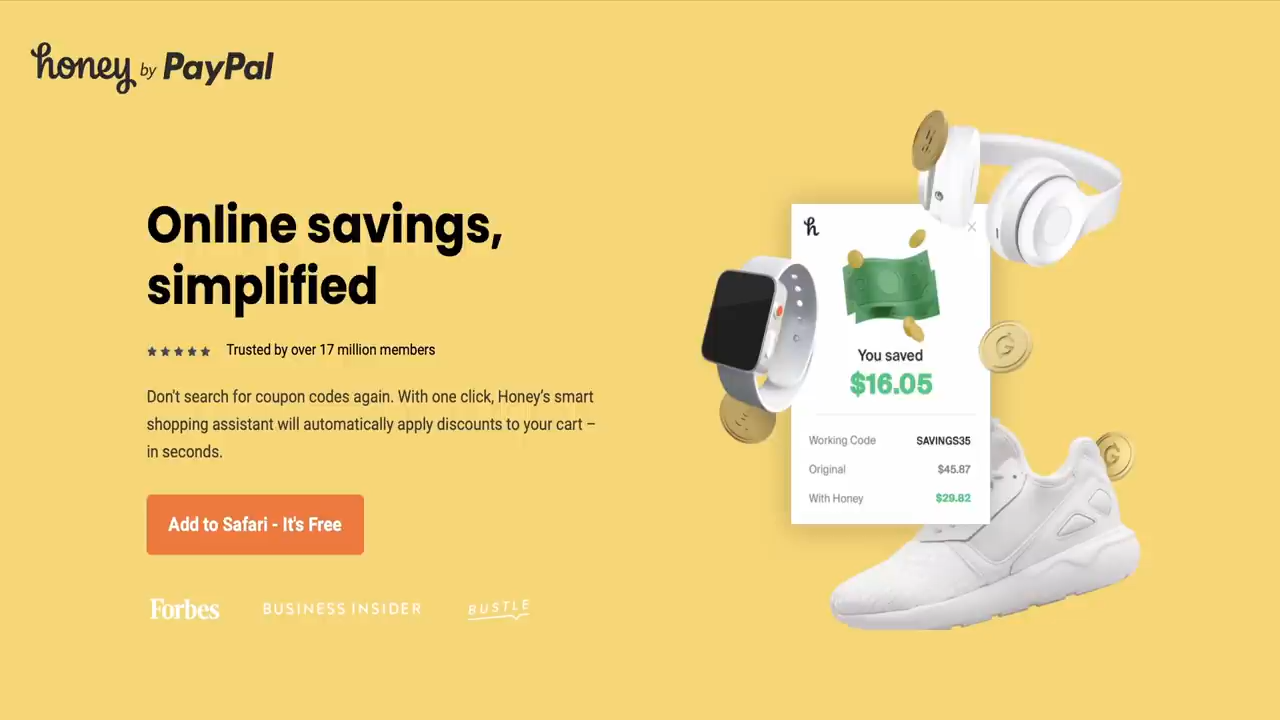 honey by PayPal
Online savings,
simplified
Trusted by over 17 million members
Don't search for coupon codes again. With one click, Honey's smart
shopping assistant will automatically apply discounts to your cart –
in seconds.
Add to Safari - It's Free
Forbes
BUSINESS INSIDER
BUSTLE
h
You saved
$16.05
Working Code SAVINGS35
Original $45.87
With Honey $29.82
G
G